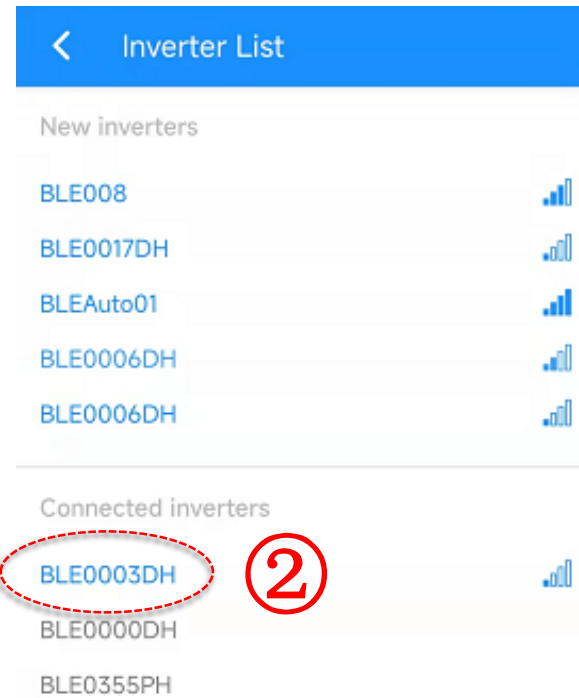 Inverter List
New inverters
BLE008
BLE0017DH
BLEAuto01
BLE0006DH
BLE0006DH
Connected inverters
BLE0003DH
②
BLE0000DH
BLE0355PH